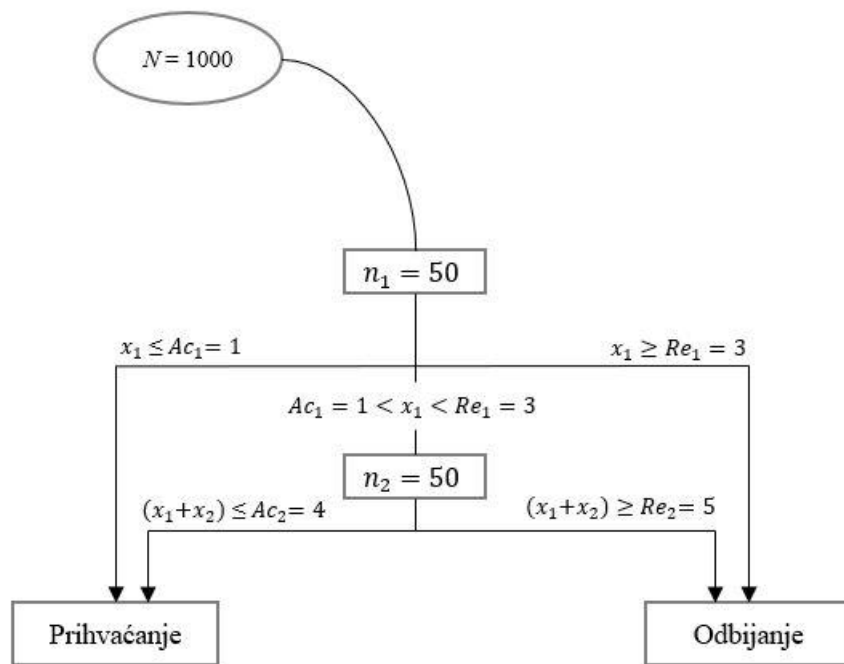 N = 1000
n₁ = 50
x₁ ≤ Ac₁= 1
x₁ ≥ Re₁ = 3
Ac₁ = 1 < x₁ < Re₁ = 3
n₂ = 50
(x₁+x₂) ≤ Ac₂= 4
(x₁+x₂) ≥ Re₂= 5
Prihvaćanje
Odbijanje